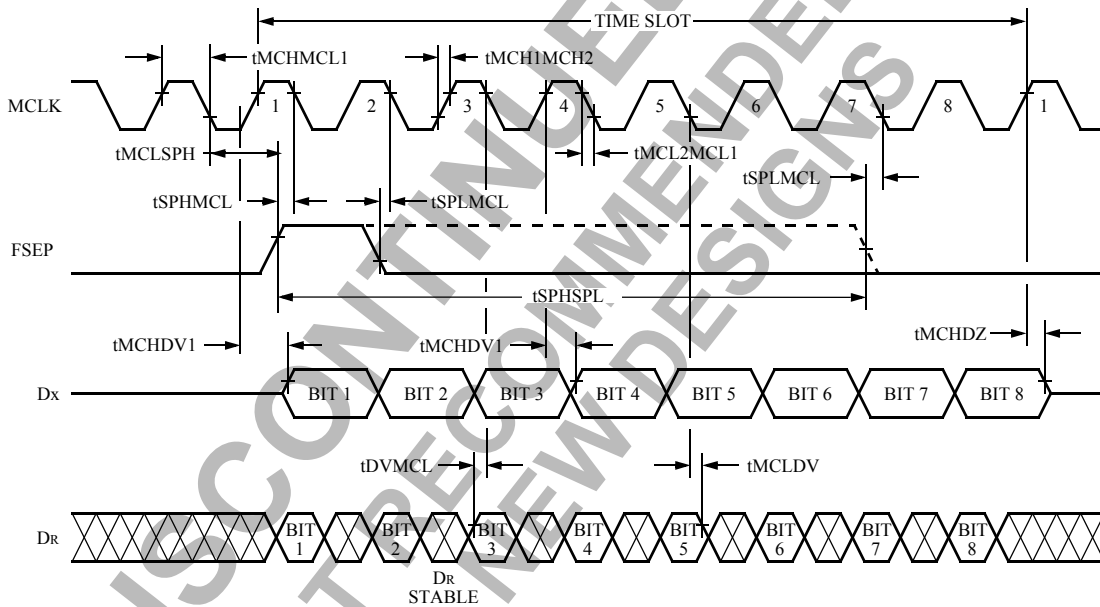 TIME SLOT
tMCHMCL1
tMCH1MCH2
MCLK
1 2 3 4 5 6 7 8 1
tMCLSPH
tMCL2MCL1
tSPHMCL
tSPLMCL
tSPLMCL
FSEP
tSPHSPL
tMCHDV1
tMCHDV1
tMCHDZ
DX
BIT 1 BIT 2 BIT 3 BIT 4 BIT 5 BIT 6 BIT 7 BIT 8
tDVMCL
tMCLDV
DR
BIT 1 BIT 2 BIT 3 BIT 4 BIT 5 BIT 6 BIT 7 BIT 8
DR
STABLE
ISCONTINUE
T RECOMMENDE
NEW DESIGNS